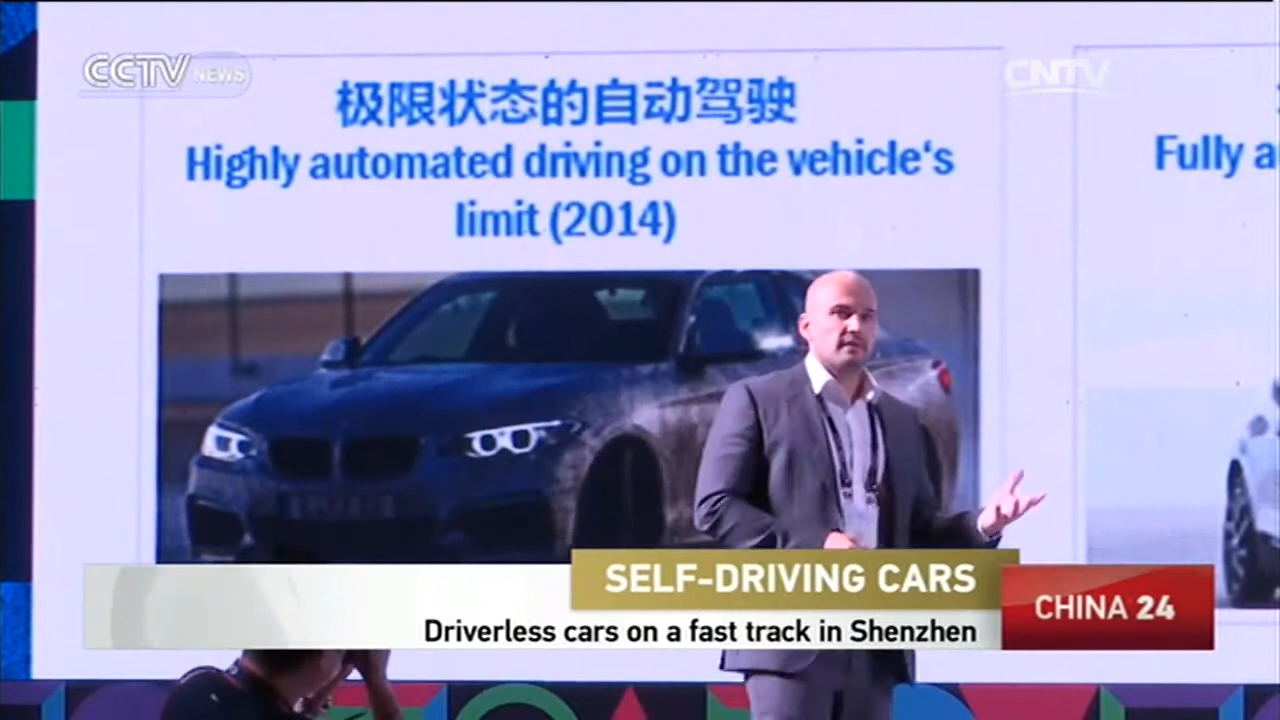 CCTV NEWS
CNTV
极限状态的自动驾驶
Highly automated driving on the vehicle's
limit (2014)
Fully a
SELF-DRIVING CARS
Driverless cars on a fast track in Shenzhen
CHINA 24